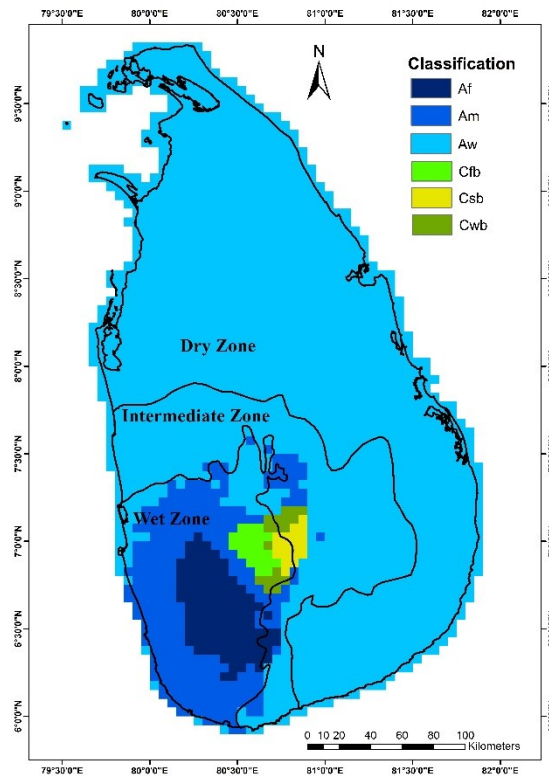 79°30'0"E 80°0'0"E 80°30'0"E 81°0'0"E 81°30'0"E 82°0'0"E
N
Classification
Af
Am
Aw
Cfb
Csb
Cwb
9°30'0"N
9°0'0"N
8°30'0"N
8°0'0"N
7°30'0"N
7°0'0"N
6°30'0"N
6°0'0"N
Dry Zone
Intermediate Zone
Wet Zone
0 10 20 40 60 80 100
Kilometers
79°30'0"E 80°0'0"E 80°30'0"E 81°0'0"E 81°30'0"E 82°0'0"E